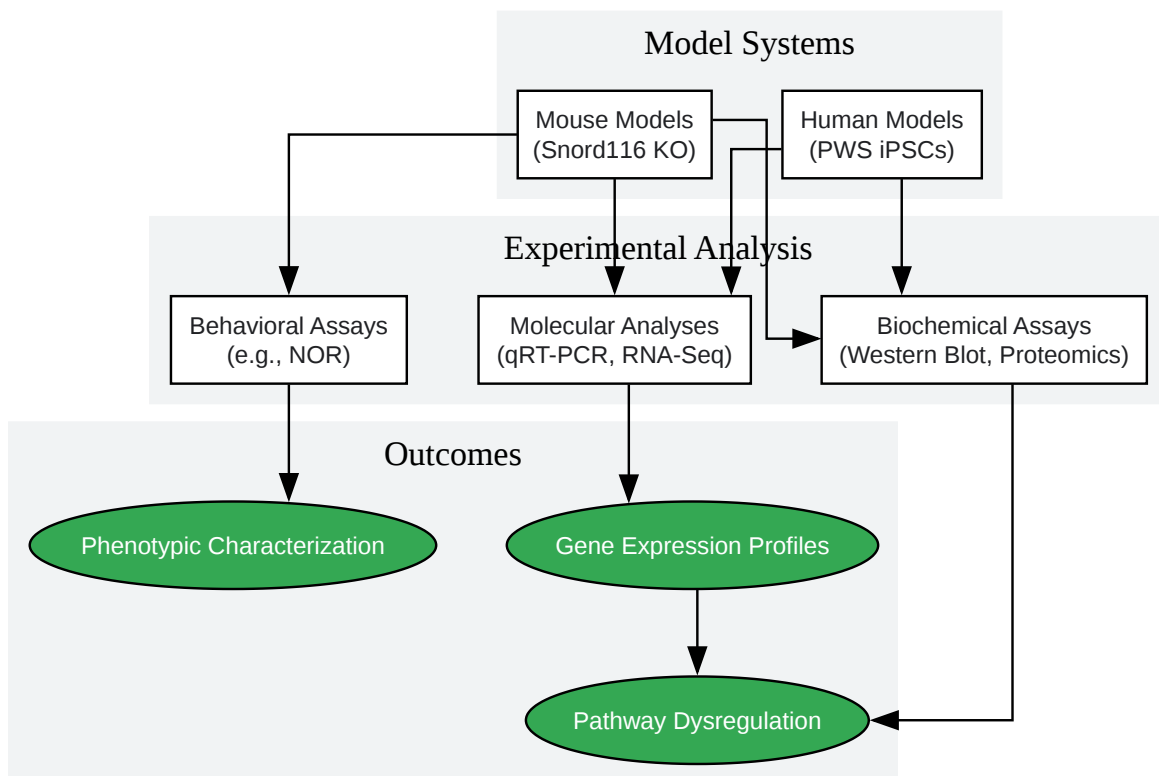 Model Systems
Mouse Models
(Snord116 KO)
Human Models
(PWS iPSCs)
Experimental Analysis
Behavioral Assays
(e.g., NOR)
Molecular Analyses
(qRT-PCR, RNA-Seq)
Biochemical Assays
(Western Blot, Proteomics)
Outcomes
Phenotypic Characterization
Gene Expression Profiles
Pathway Dysregulation